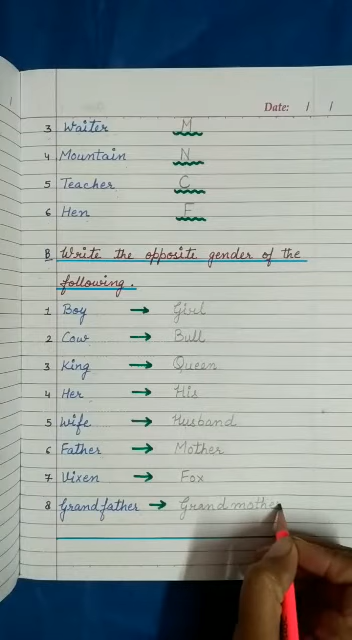 Date: / /
3 Waiter M
4 Mountain N
5 Teacher C
6 Hen F
B Write the opposite gender of the
following.
1 Boy → Girl
2 Cow → Bull
3 King → Queen
4 Her → His
5 Wife → Husband
6 Father → Mother
7 Vixen → Fox
8 Grandfather → Grandmother